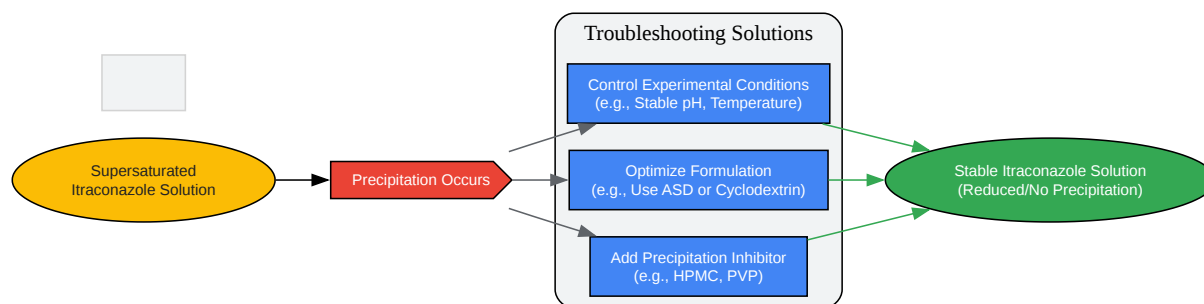 Troubleshooting Solutions
Supersaturated
Itraconazole Solution
Precipitation Occurs
Control Experimental Conditions
(e.g., Stable pH, Temperature)
Optimize Formulation
(e.g., Use ASD or Cyclodextrin)
Add Precipitation Inhibitor
(e.g., HPMC, PVP)
Stable Itraconazole Solution
(Reduced/No Precipitation)